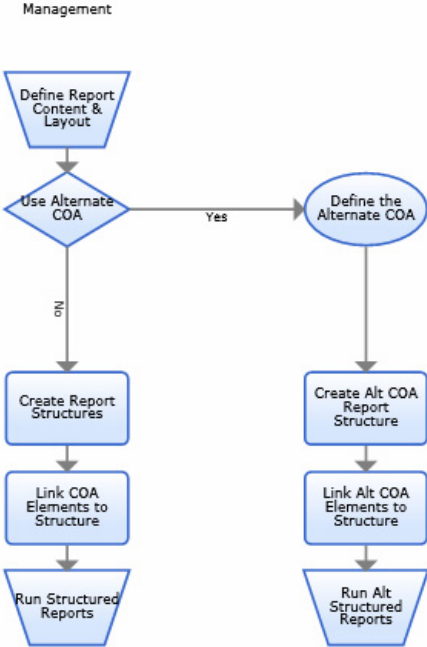 Management
Define Report
Content &
Layout
Use Alternate
COA
Yes
Define the
Alternate COA
No
Create Report
Structures
Create Alt COA
Report
Structure
Link COA
Elements to
Structure
Link Alt COA
Elements to
Structure
Run Structured
Reports
Run Alt
Structured
Reports